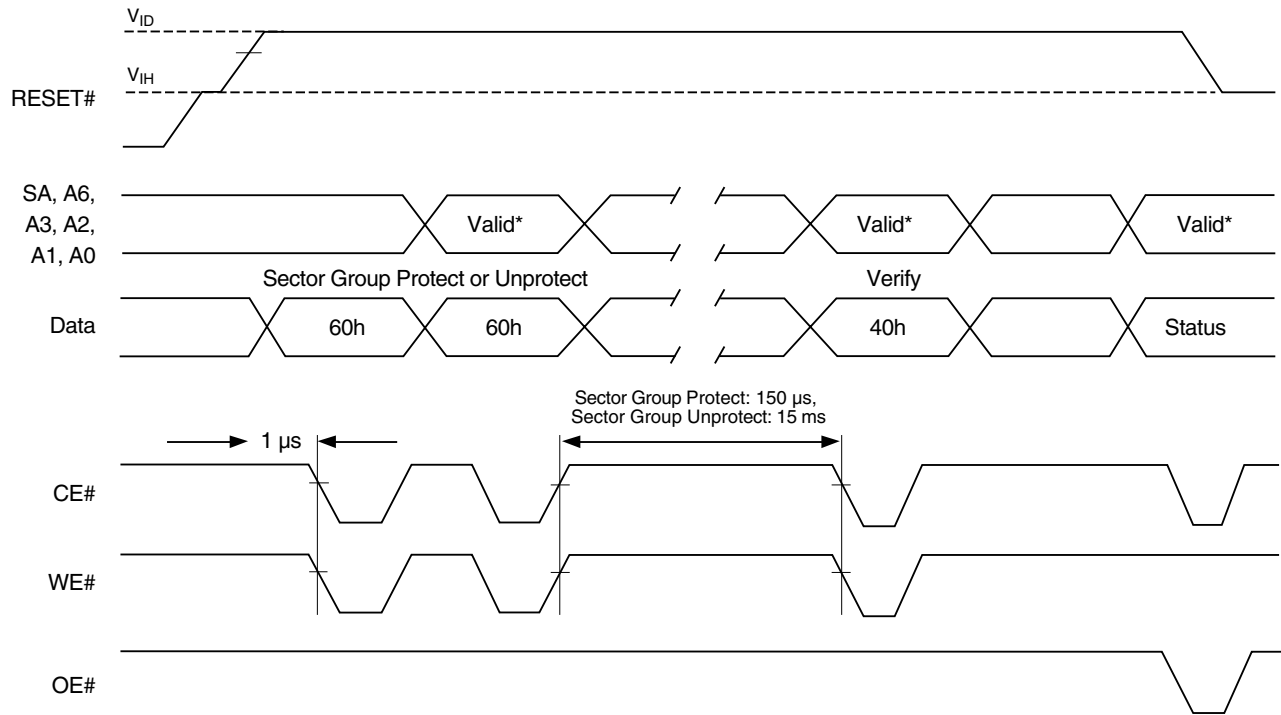 VID
VIH
RESET#
SA, A6,
A3, A2,
A1, A0
Valid*
Valid*
Valid*
Sector Group Protect or Unprotect
Verify
Data
60h
60h
40h
Status
Sector Group Protect: 150 µs,
Sector Group Unprotect: 15 ms
1 µs
CE#
WE#
OE#